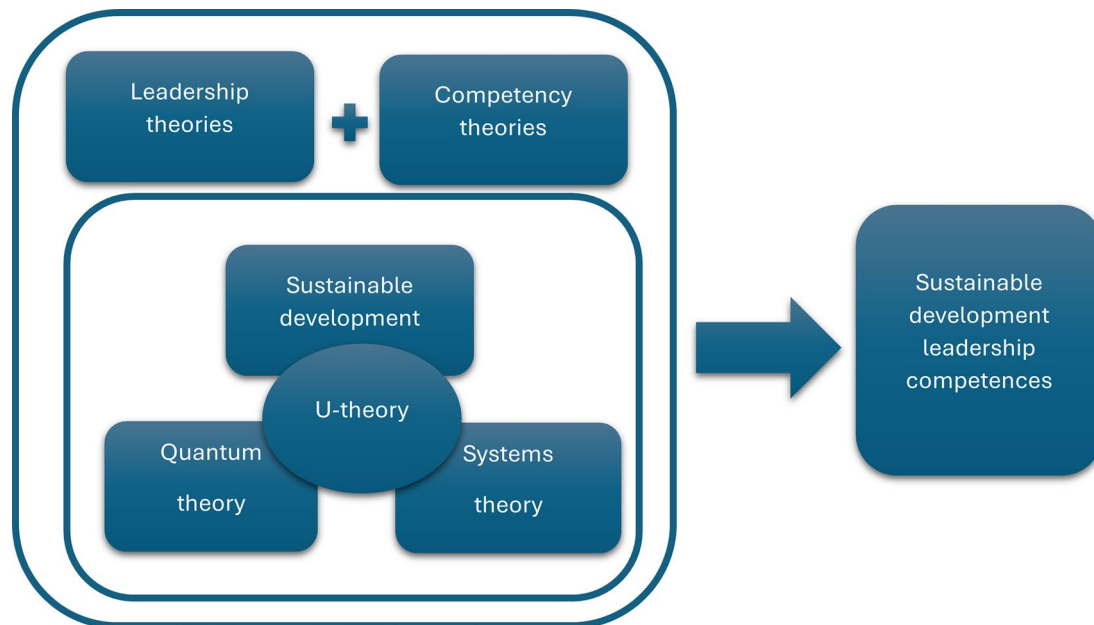 Leadership
theories
Competency
theories
Sustainable
development
U-theory
Quantum
theory
Systems
theory
Sustainable
development
leadership
competences